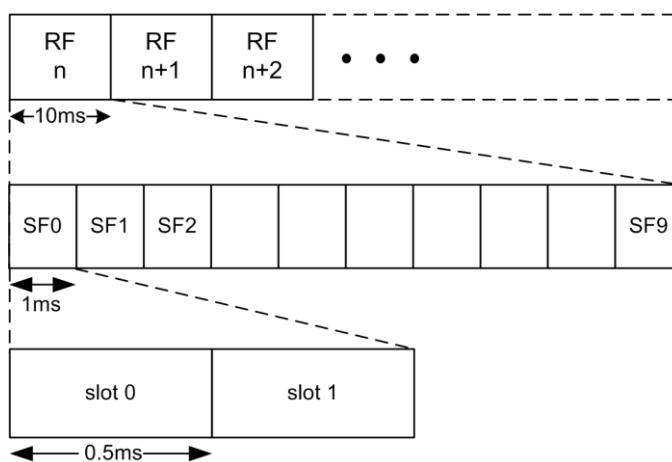 RF RF RF
n n+1 n+2
10ms
SF0 SF1 SF2 SF9
1ms
slot 0 slot 1
0.5ms